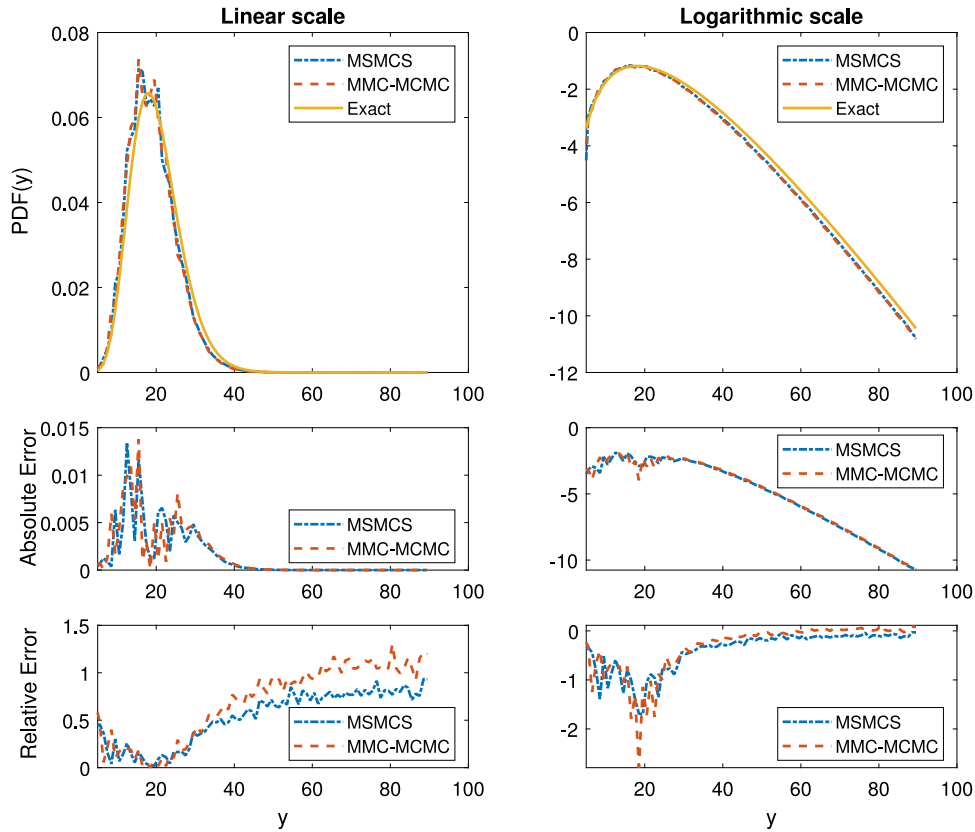 Linear scale
0.08
0.06
0.04
0.02
0
PDF(y)
MSMCS
MMC-MCMC
Exact
20
40
60
80
100
Logarithmic scale
0
-2
-4
-6
-8
-10
-12
MSMCS
MMC-MCMC
Exact
20
40
60
80
100
0.015
0.01
0.005
0
Absolute Error
MSMCS
MMC-MCMC
20
40
60
80
100
0
-5
-10
MSMCS
MMC-MCMC
20
40
60
80
100
1.5
1
0.5
0
Relative Error
MSMCS
MMC-MCMC
20
40
60
80
100
y
0
-1
-2
MSMCS
MMC-MCMC
20
40
60
80
100
y